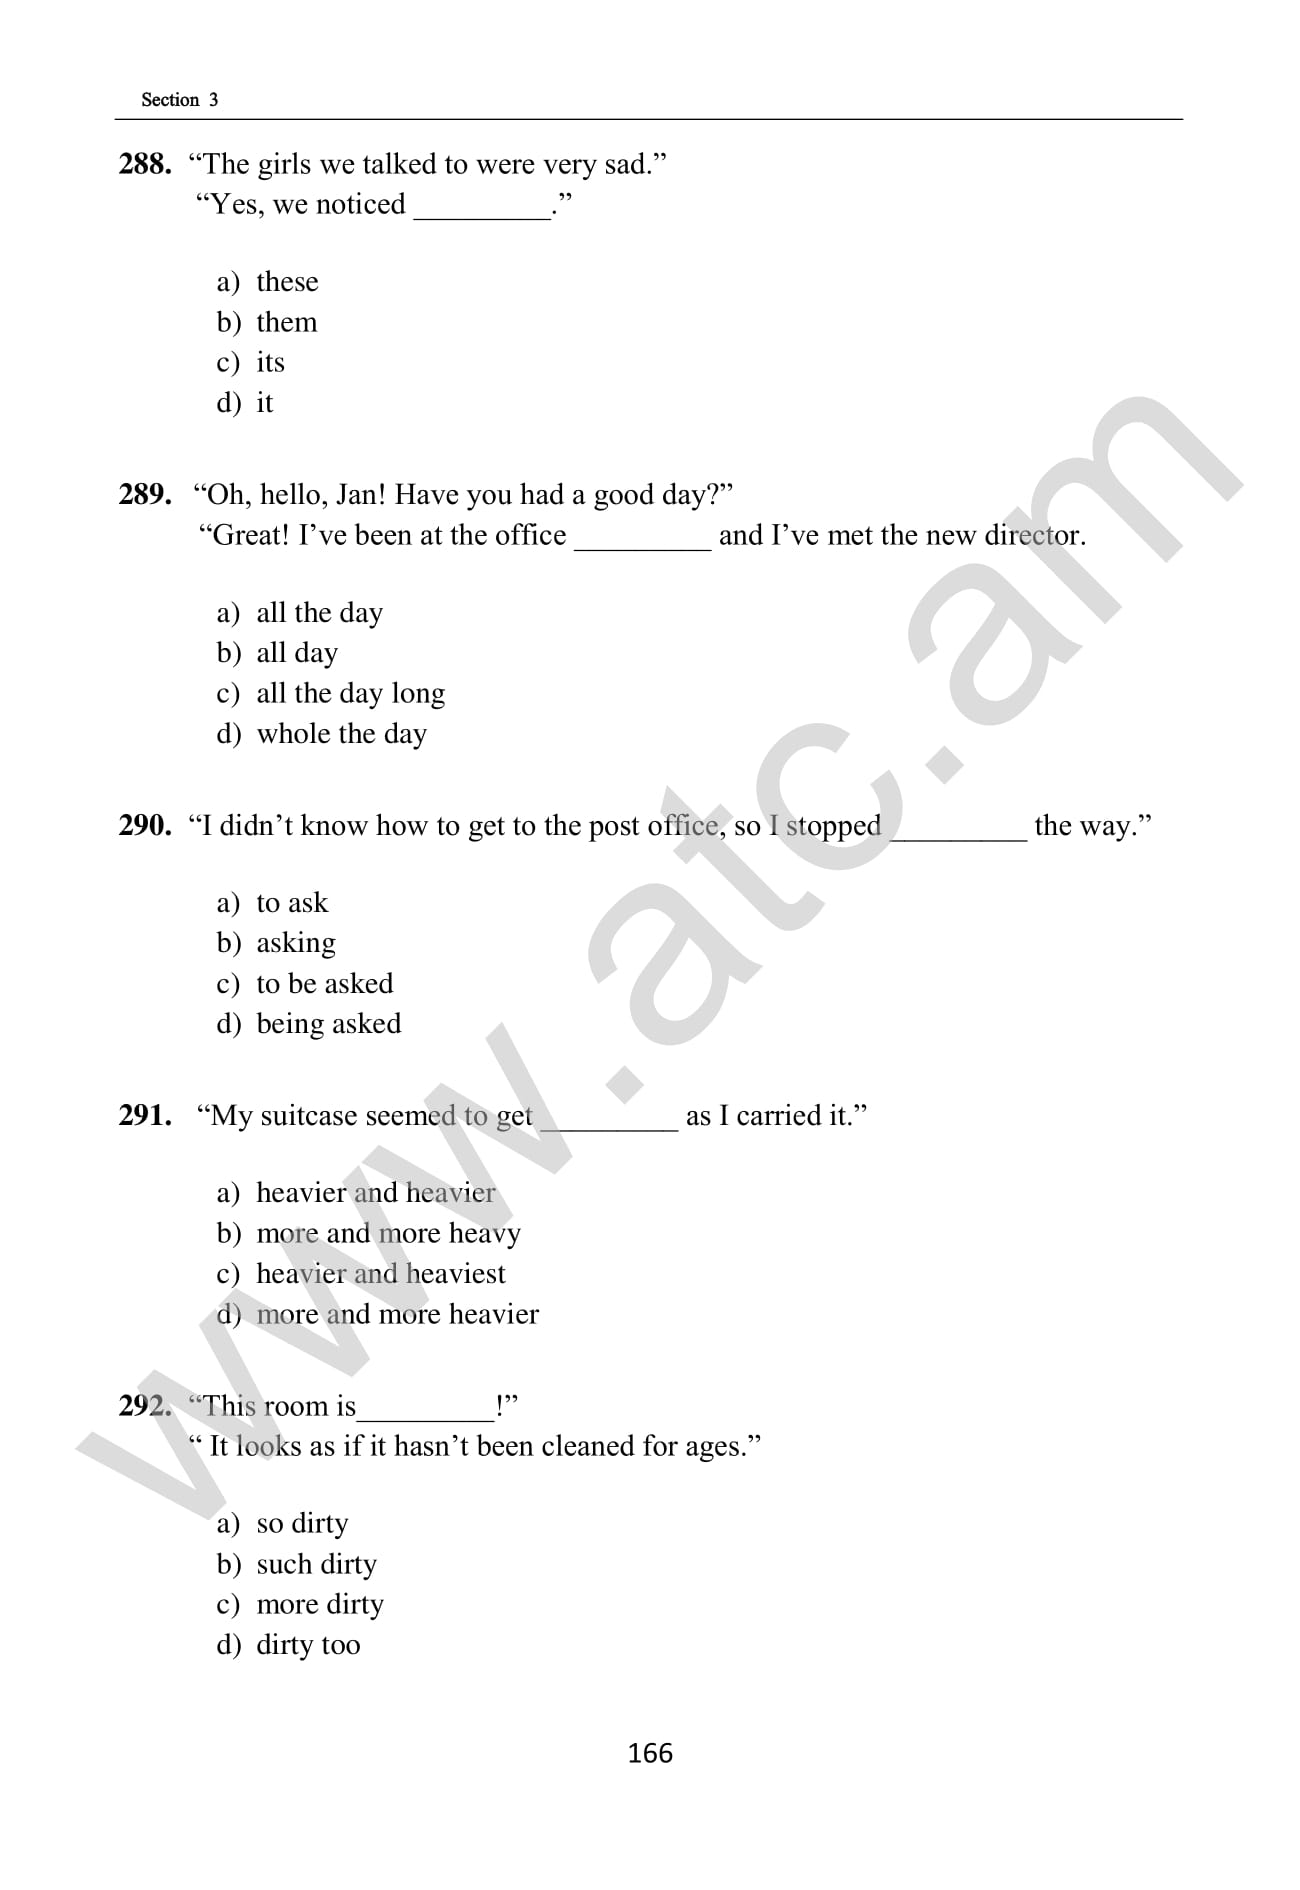 Section 3
288. “The girls we talked to were very sad.”
“Yes, we noticed _________.”
a) these
b) them
c) its
d) it
289. “Oh, hello, Jan! Have you had a good day?”
“Great! I’ve been at the office _________ and I’ve met the new director.
a) all the day
b) all day
c) all the day long
d) whole the day
290. “I didn’t know how to get to the post office, so I stopped _________ the way.”
a) to ask
b) asking
c) to be asked
d) being asked
291. “My suitcase seemed to get _________ as I carried it.”
a) heavier and heavier
b) more and more heavy
c) heavier and heaviest
d) more and more heavier
292. “This room is_________!”
“ It looks as if it hasn’t been cleaned for ages.”
a) so dirty
b) such dirty
c) more dirty
d) dirty too
166
www.atc.am